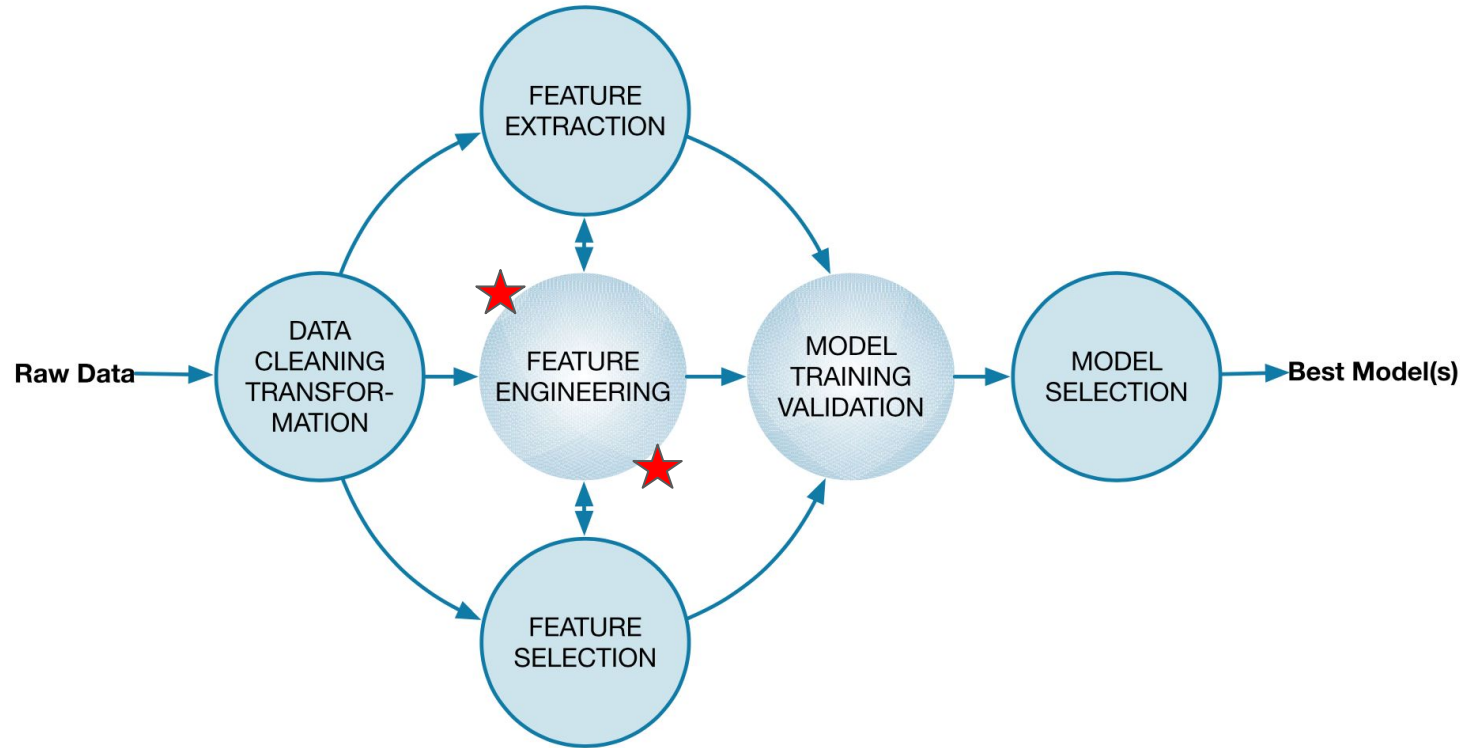 FEATURE
EXTRACTION
Raw Data
DATA
CLEANING
TRANSFOR-
MATION
FEATURE
ENGINEERING
MODEL
TRAINING
VALIDATION
MODEL
SELECTION
Best Model(s)
FEATURE
SELECTION